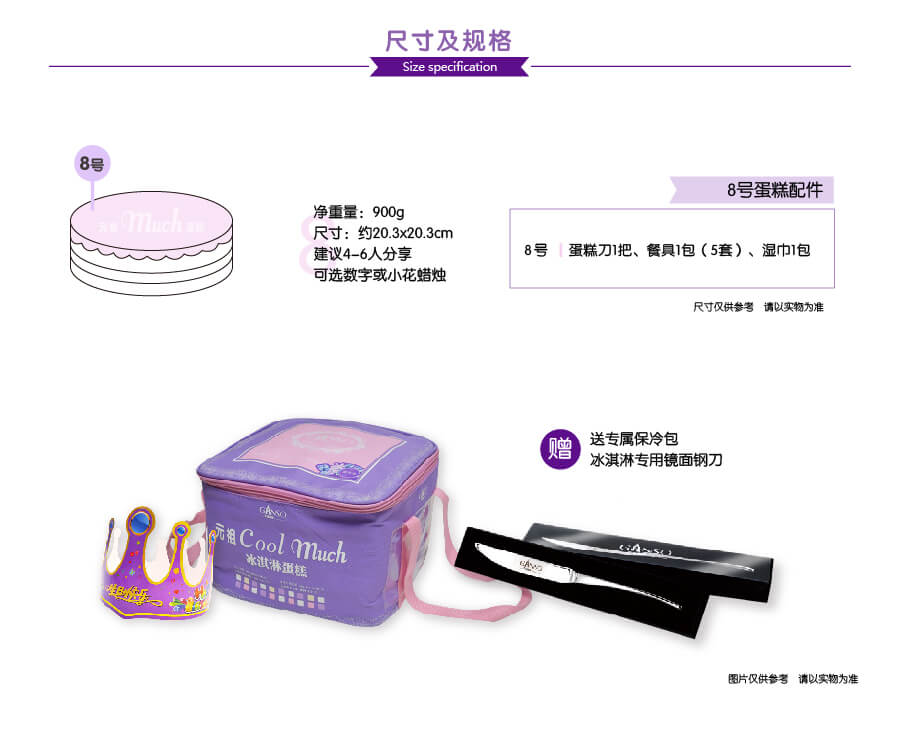 尺寸及规格
Size specification
8号
元祖 Much 蛋糕
净重量：900g
尺寸：约20.3x20.3cm
建议4-6人分享
可选数字或小花蜡烛
8号蛋糕配件
8号 | 蛋糕刀1把、餐具1包（5套）、湿巾1包
尺寸仅供参考 请以实物为准
赠
送专属保冷包
冰淇淋专用镜面钢刀
GANSO
元祖 Cool Much
冰淇淋蛋糕
GANSO
GANSO
生日快乐
图片仅供参考 请以实物为准